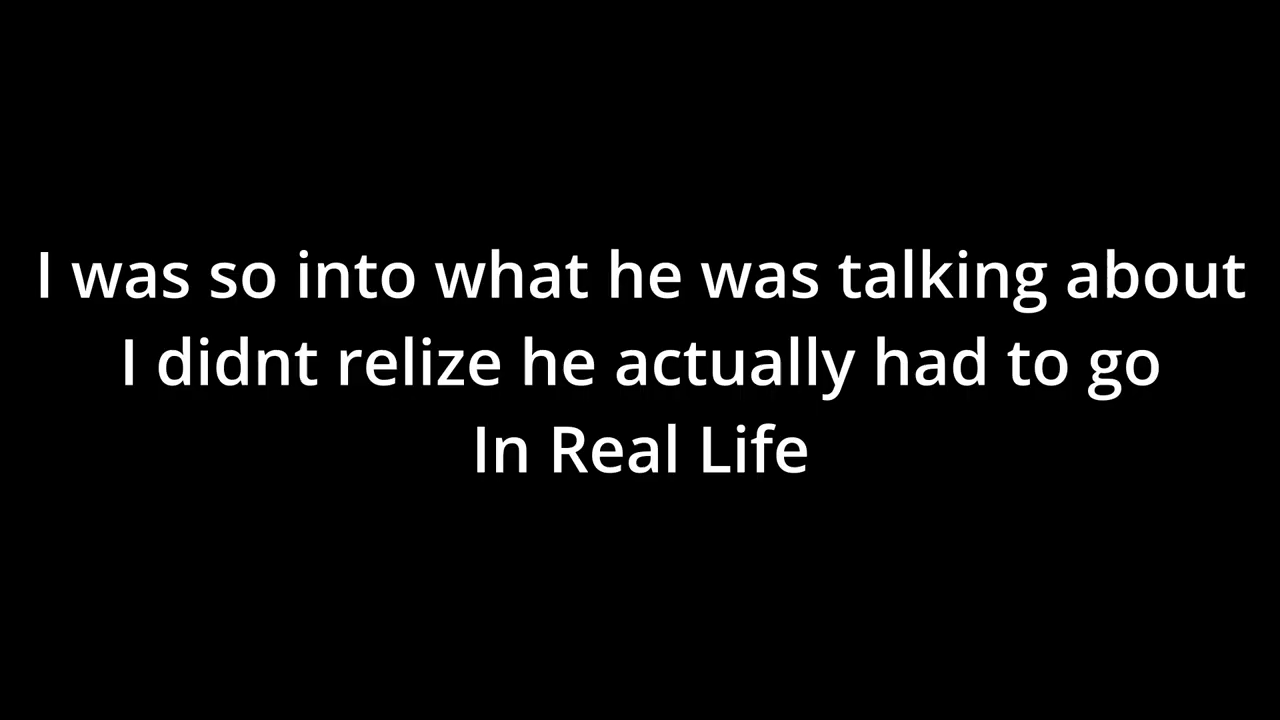 I was so into what he was talking about
I didnt relize he actually had to go
In Real Life